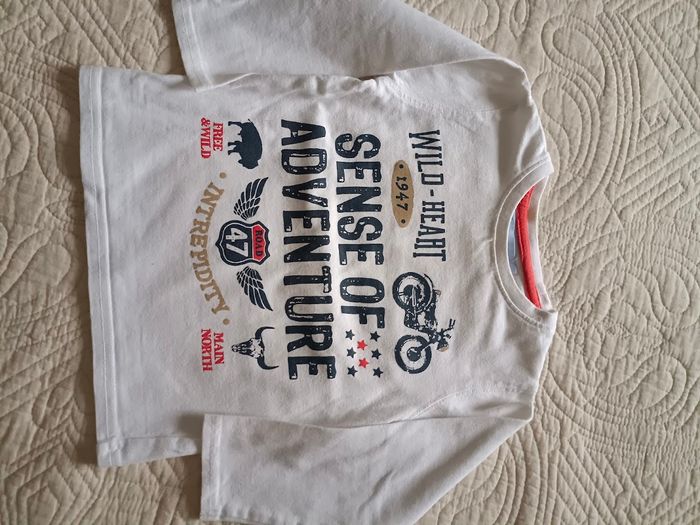 WILD-HEART
·1947·
SENSE OF
ADVENTURE
FREE
& WILD
ROAD
47
MAIN
NORTH
·INTREPIDITY·